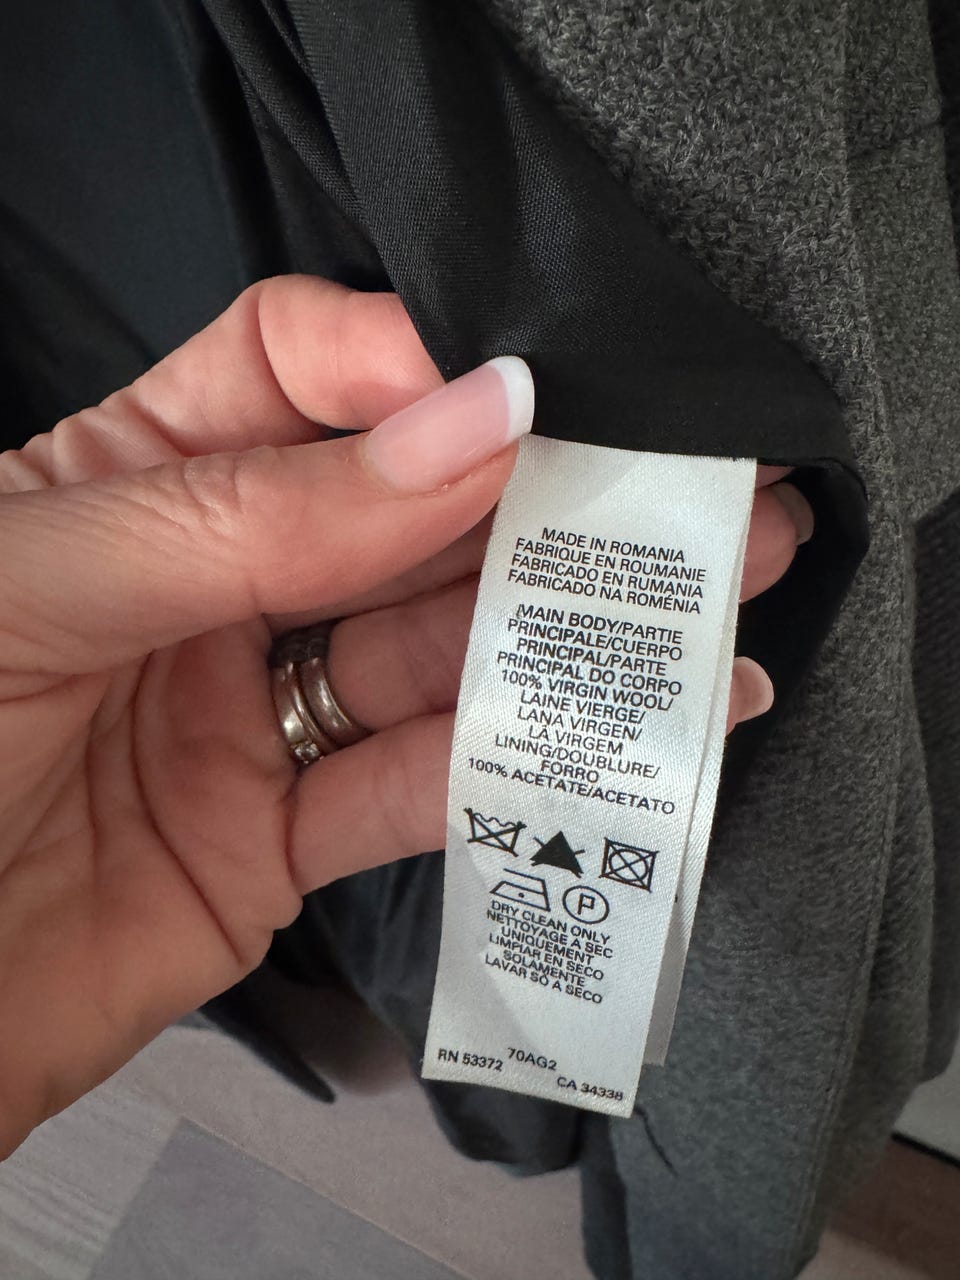 MADE IN ROMANIA
FABRIQUE EN ROUMANIE
FABRICADO EN RUMANIA
FABRICADO NA ROMÉNIA
MAIN BODY/PARTIE
PRINCIPALE/CUERPO
PRINCIPAL/PARTE
PRINCIPAL DO CORPO
100% VIRGIN WOOL/
LAINE VIERGE/
LANA VIRGEN/
LÃ VIRGEM
LINING/DOUBLURE/
FORRO
100% ACETATE/ACETATO
P
DRY CLEAN ONLY
NETTOYAGE A SEC
UNIQUEMENT
LIMPIAR EN SECO
SOLAMENTE
LAVAR SÓ A SECO
70AG2
RN 53372
CA 34338